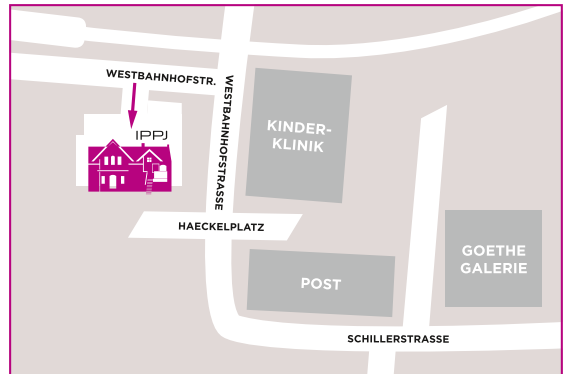 WESTBAHNHOFSTR.
WESTBAHNHOFSTRASSE
IPPJ
KINDER-
KLINIK
HAECKELPLATZ
GOETHE
GALERIE
POST
SCHILLERSTRASSE